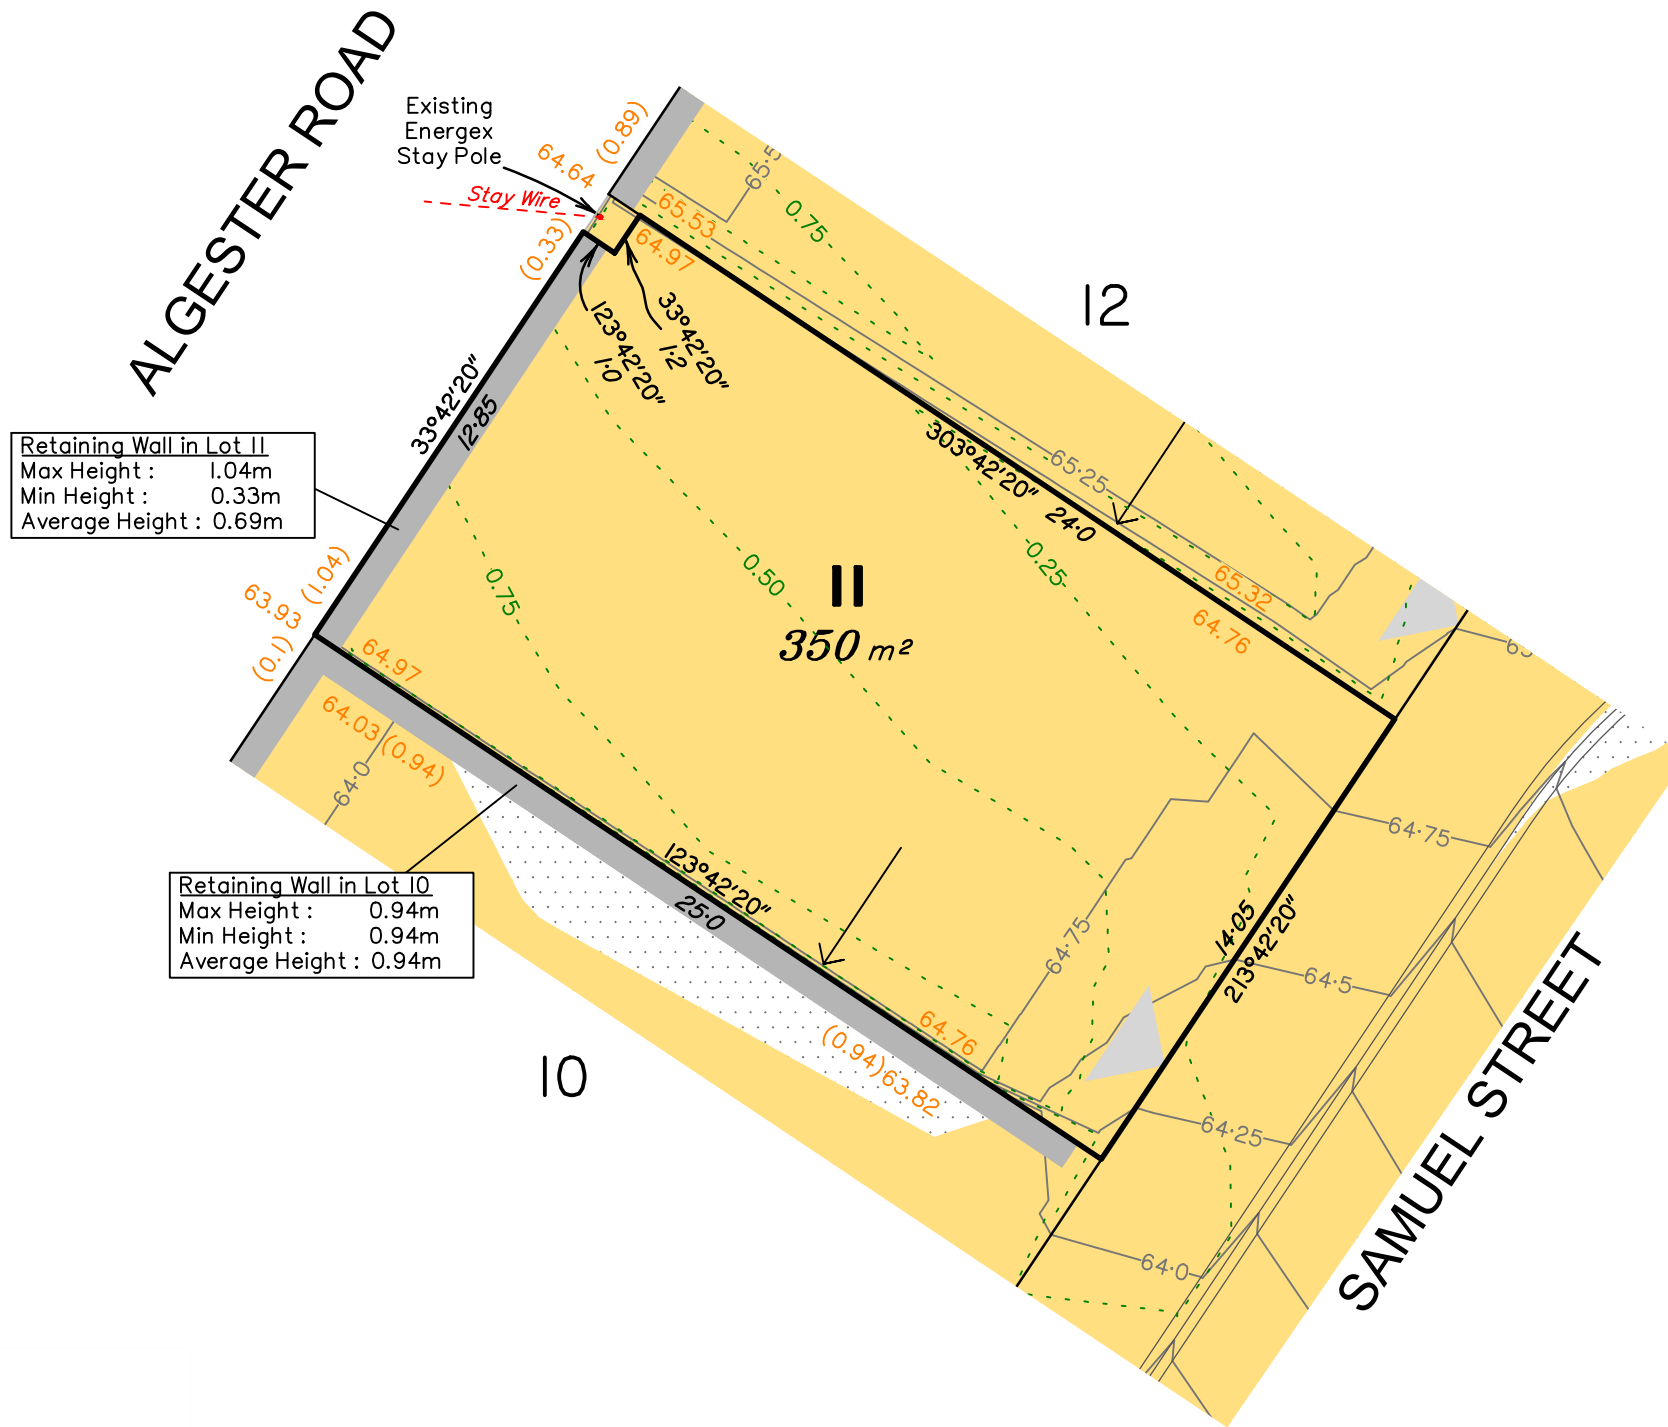 ALGESTER ROAD
Existing
Energex
Stay Pole
Stay Wire
64.64
(0.89)
(0.33)
65.53
64.97
65.5
0.75
12
33°42'20"
1·2
123°42'20"
1·0
33°42'20"
12·85
Retaining Wall in Lot 11
Max Height : 1.04m
Min Height : 0.33m
Average Height : 0.69m
303°42'20"
24·0
65·25
0.25
0.50
0.75
11
350 m²
65.32
64.76
65
63.93
(1.04)
(0.1)
64.97
64.03 (0.94)
64·0
64·75
Retaining Wall in Lot 10
Max Height : 0.94m
Min Height : 0.94m
Average Height : 0.94m
123°42'20"
25·0
64·75
14·05
213°42'20"
64·5
64.76
(0.94) 63.82
10
64·25
64·0
SAMUEL STREET